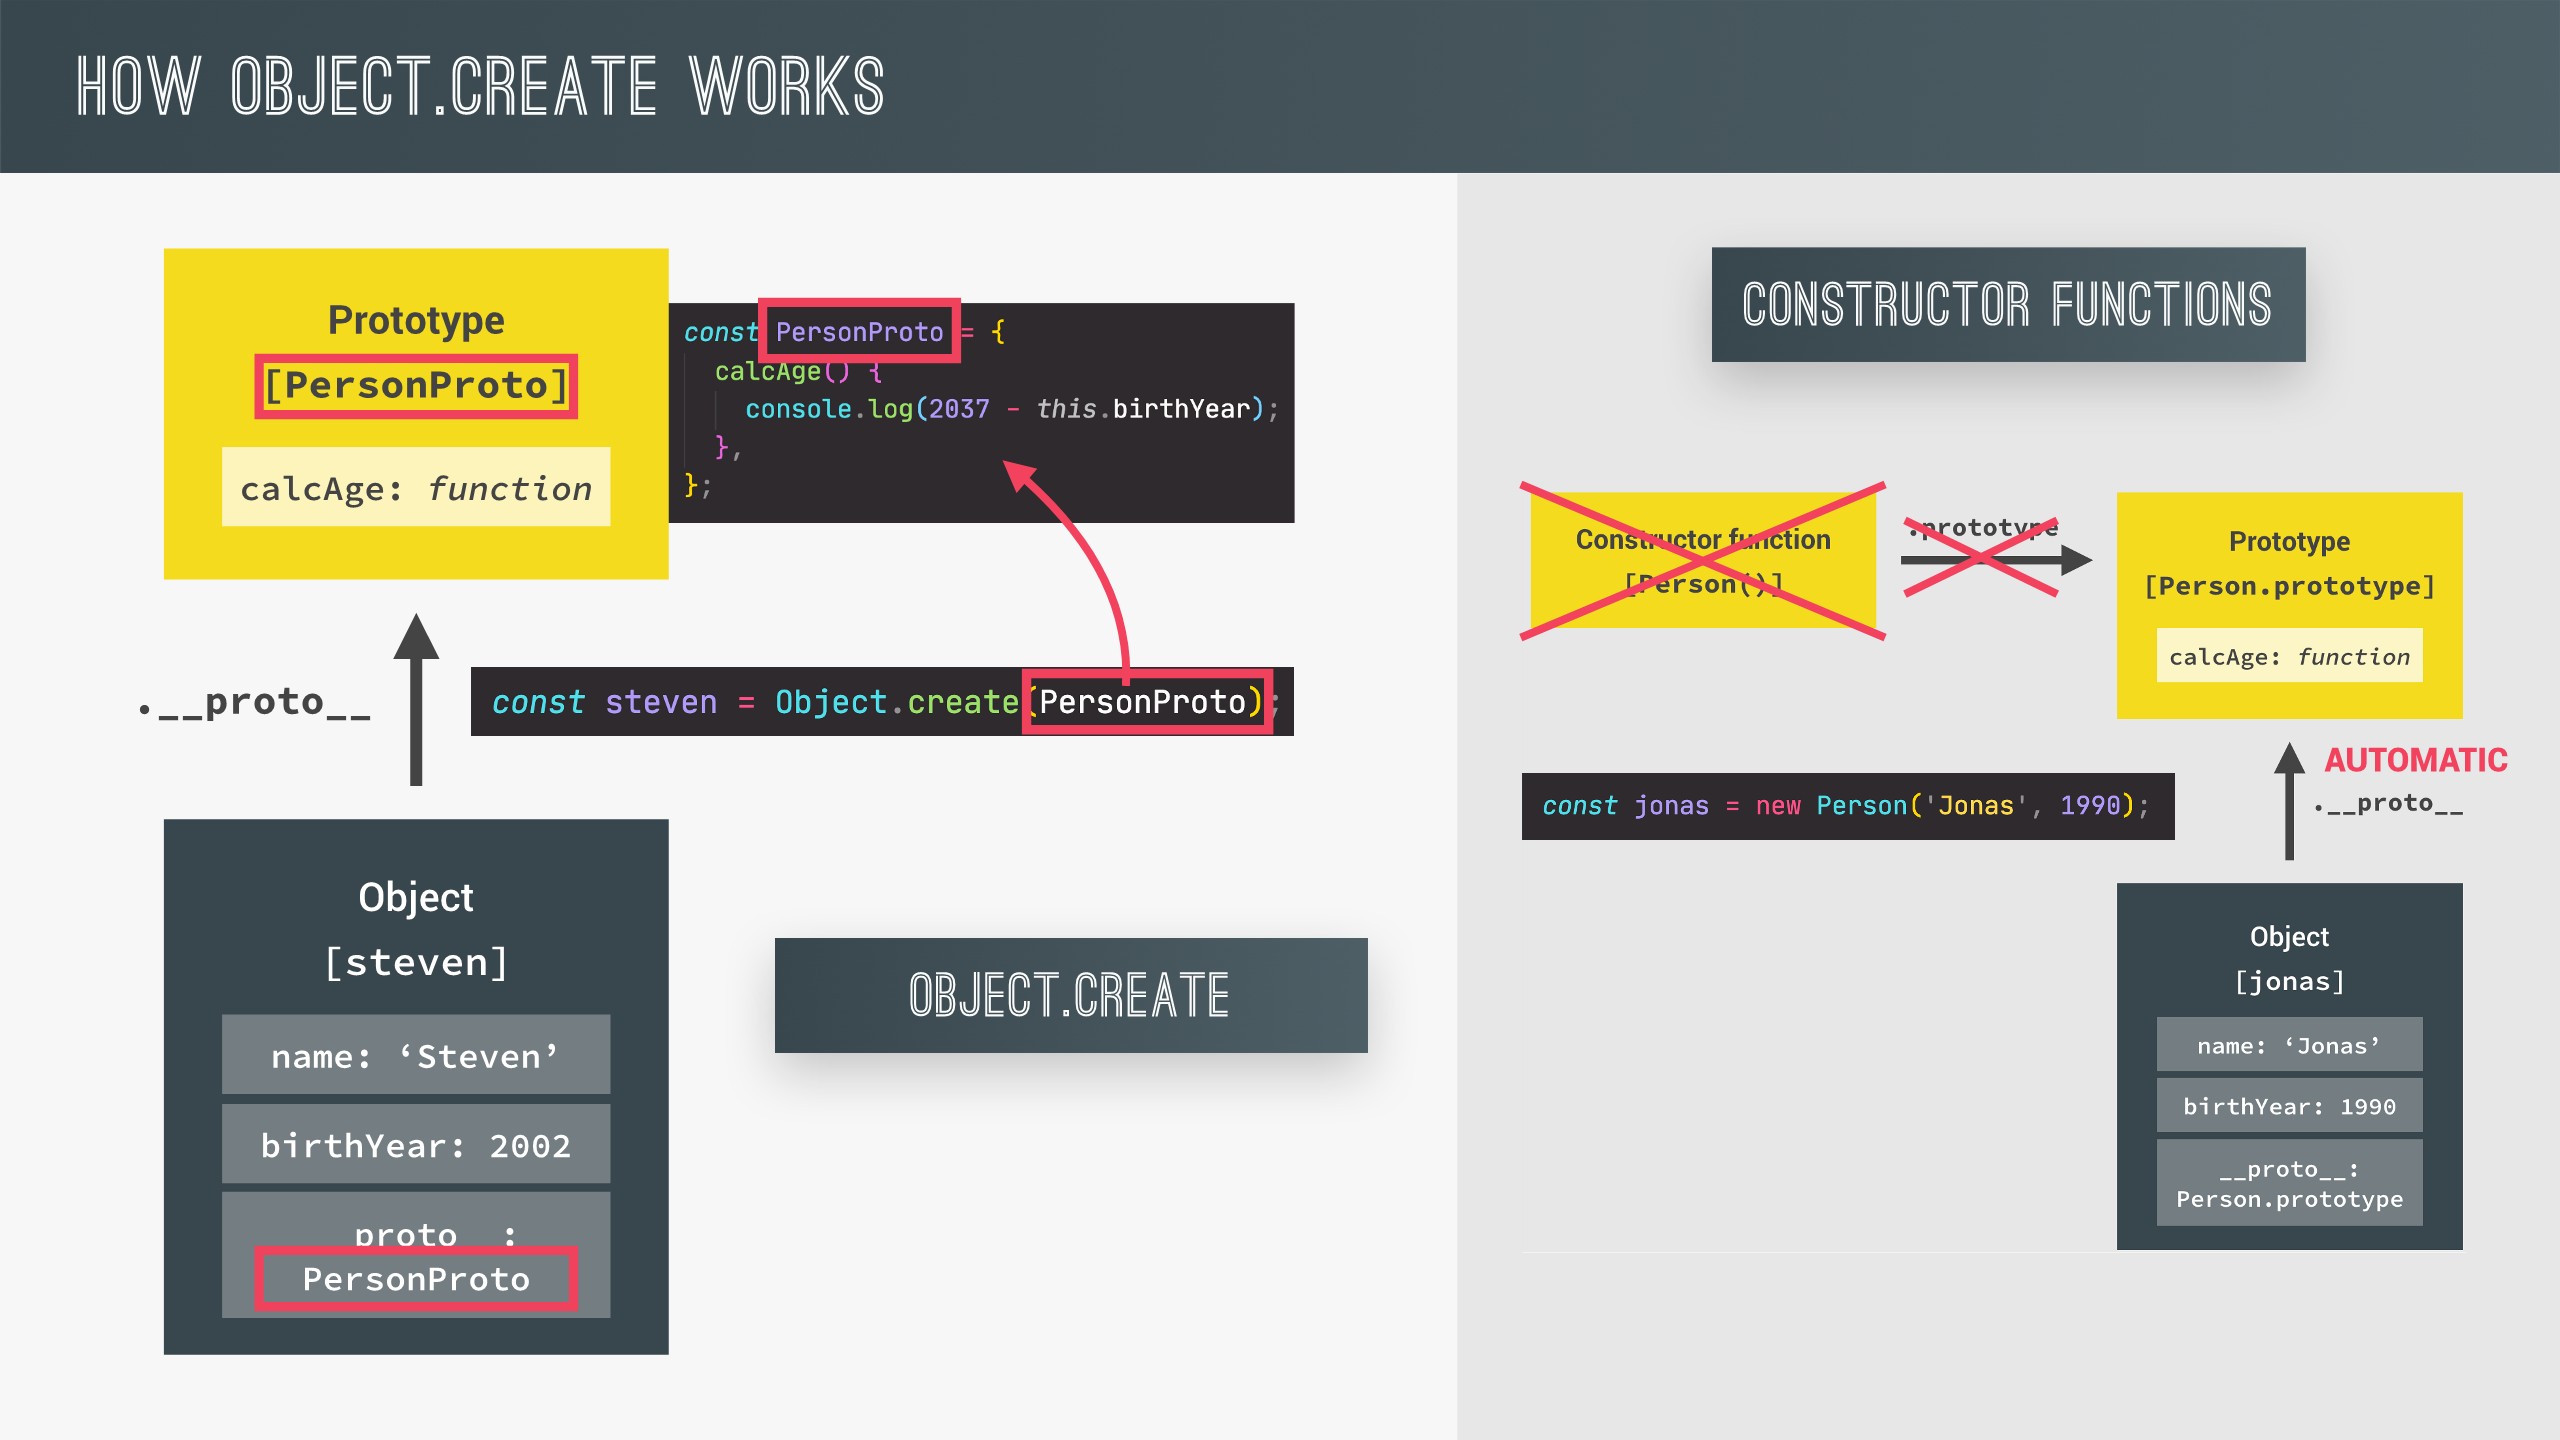 HOW OBJECT.CREATE WORKS
Prototype
[PersonProto]
calcAge: function
const PersonProto = {
calcAge() {
console.log(2037 - this.birthYear);
},
};
.__proto__
const steven = Object.create(PersonProto);
Object
[steven]
name: ‘Steven’
birthYear: 2002
proto :
PersonProto
OBJECT.CREATE
CONSTRUCTOR FUNCTIONS
Constructor function
[Person()]
.prototype
Prototype
[Person.prototype]
calcAge: function
const jonas = new Person('Jonas', 1990);
AUTOMATIC
.__proto__
Object
[jonas]
name: ‘Jonas’
birthYear: 1990
__proto__:
Person.prototype